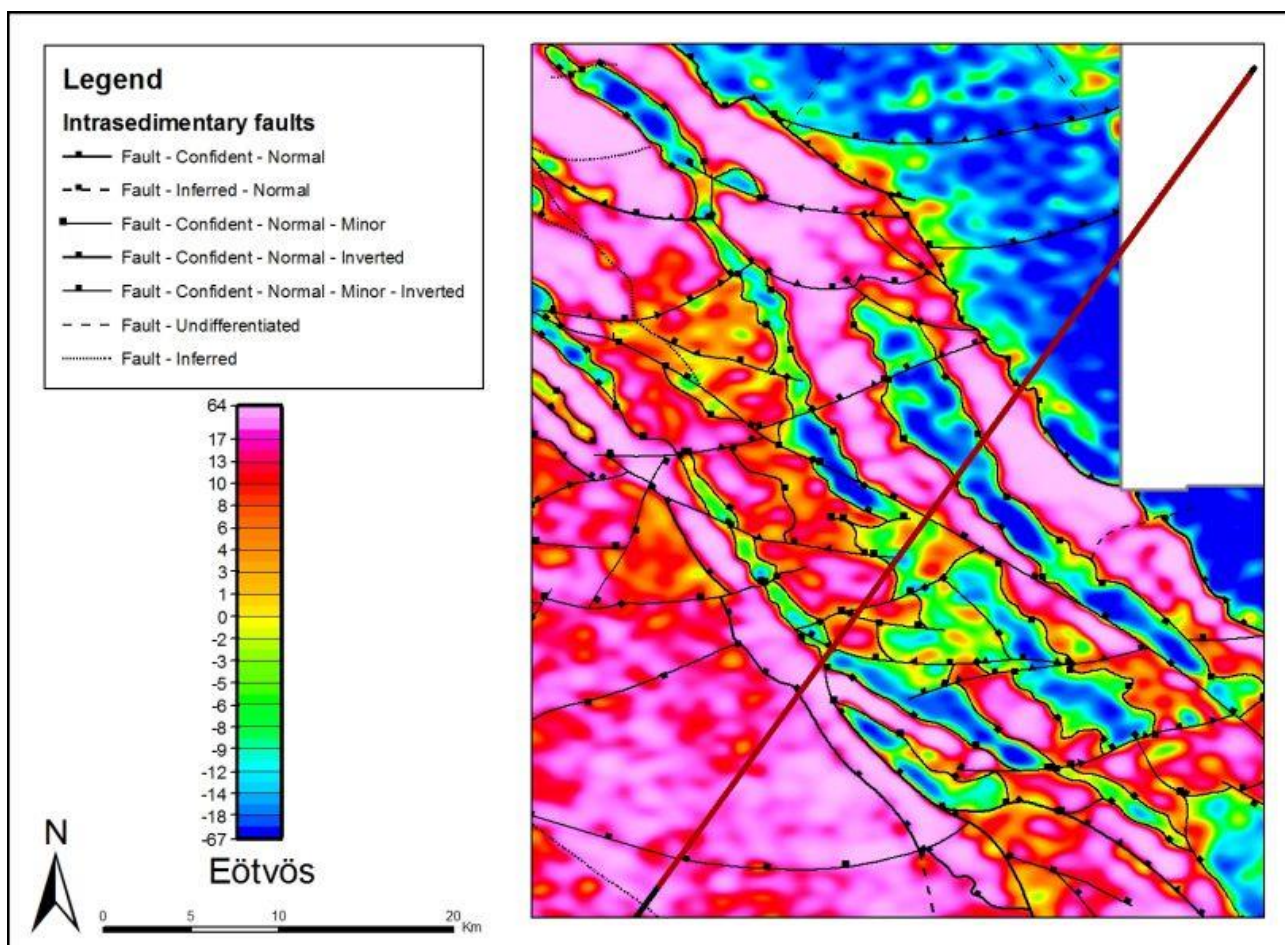 Legend
Intrasedimentary faults
Fault - Confident - Normal
Fault - Inferred - Normal
Fault - Confident - Normal - Minor
Fault - Confident - Normal - Inverted
Fault - Confident - Normal - Minor - Inverted
Fault - Undifferentiated
Fault - Inferred
64
17
13
10
8
6
4
3
1
0
-2
-3
-5
-6
-8
-9
-12
-14
-18
-67
Eötvös
N
0 5 10 20
Km